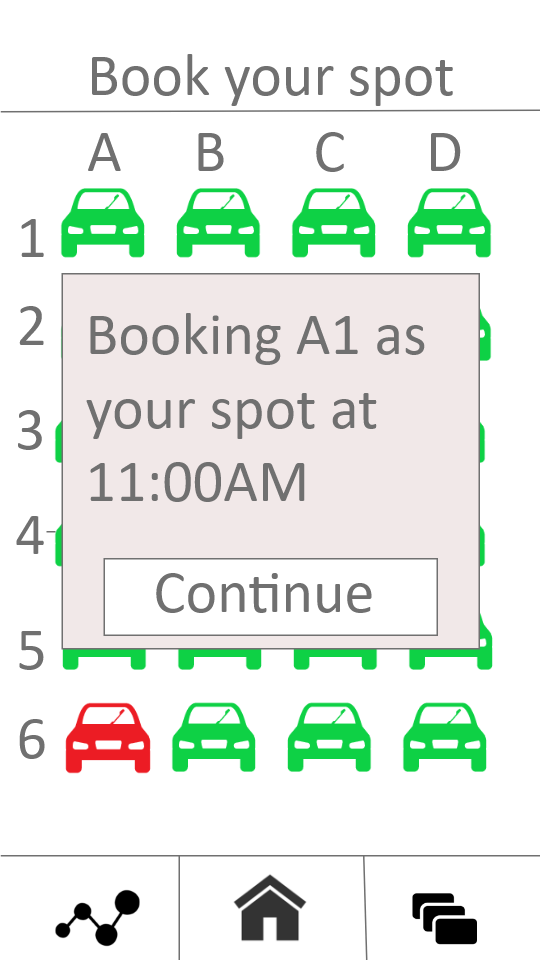 Book your spot
A B C D
1
2
3
4
5
6
Booking A1 as
your spot at
11:00AM
Continue